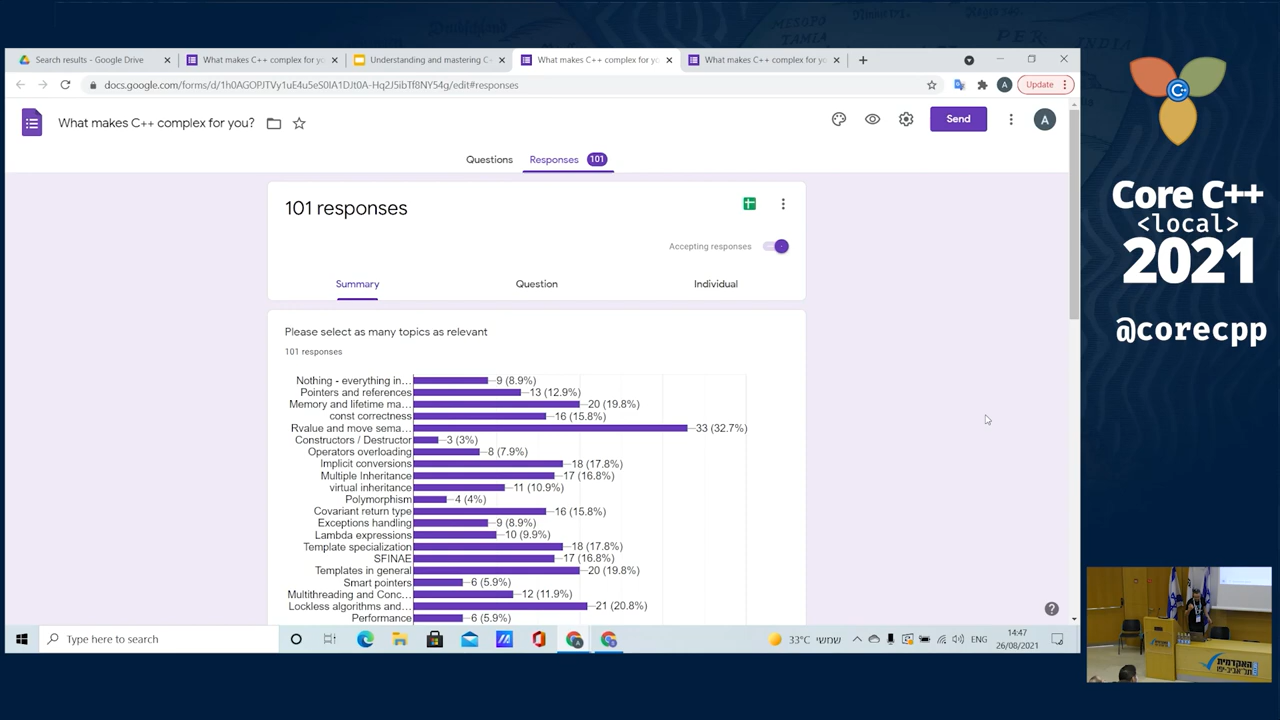 MESOPO
TAMIA
PER
INDIA
Search results - Google Drive
What makes C++ complex for yo
Understanding and mastering C
What makes C++ complex for yo
What makes C++ complex for yo
docs.google.com/forms/d/1h0AGOPJTVy1uE4u5eS0IA1DJt0A-Hq2J5ibTf8NY54g/edit#responses
A
Update
What makes C++ complex for you?
Send
A
Questions
Responses 101
101 responses
Accepting responses
Summary
Question
Individual
Please select as many topics as relevant
101 responses
Nothing - everything in... 9 (8.9%)
Pointers and references 13 (12.9%)
Memory and lifetime ma... 20 (19.8%)
const correctness 16 (15.8%)
Rvalue and move sema... 33 (32.7%)
Constructors / Destructor 3 (3%)
Operators overloading 8 (7.9%)
Implicit conversions 18 (17.8%)
Multiple Inheritance 17 (16.8%)
virtual inheritance 11 (10.9%)
Polymorphism 4 (4%)
Covariant return type 16 (15.8%)
Exceptions handling 9 (8.9%)
Lambda expressions 10 (9.9%)
Template specialization 18 (17.8%)
SFINAE 17 (16.8%)
Templates in general 20 (19.8%)
Smart pointers 6 (5.9%)
Multithreading and Conc... 12 (11.9%)
Lockless algorithms and... 21 (20.8%)
Performance 6 (5.9%)
Type here to search
33°C שמשי
ENG
14:47
26/08/2021
C++
Core C++
<local>
2021
@corecpp
האקדמית
תל אביב-יפו